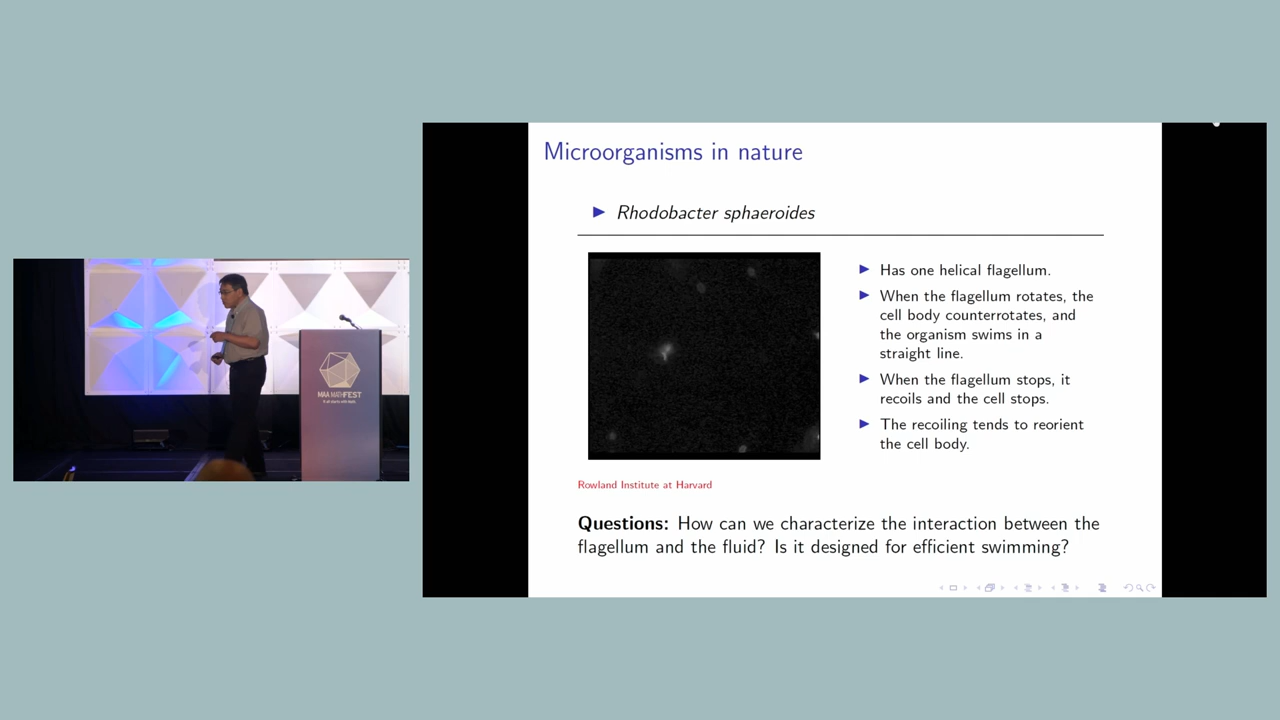 Microorganisms in nature
Rhodobacter sphaeroides
Has one helical flagellum.
When the flagellum rotates, the
cell body counterrotates, and
the organism swims in a
straight line.
When the flagellum stops, it
recoils and the cell stops.
The recoiling tends to reorient
the cell body.
Rowland Institute at Harvard
Questions: How can we characterize the interaction between the
flagellum and the fluid? Is it designed for efficient swimming?
MAA MATHFEST